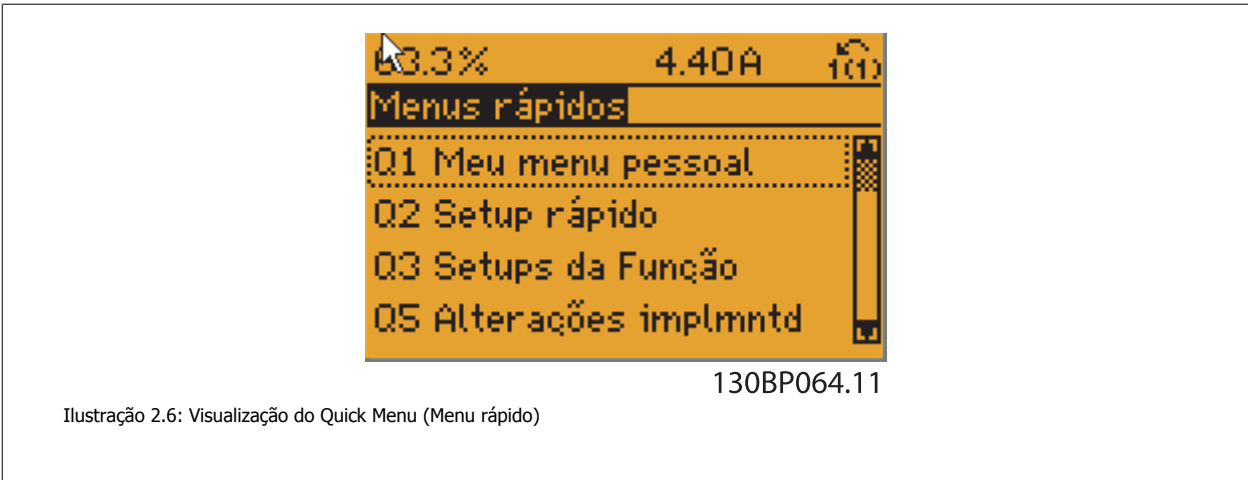 63.3% 4.40A 1(1)
Menus rápidos
Q1 Meu menu pessoal
Q2 Setup rápido
Q3 Setups da Função
Q5 Alterações implmntd
130BP064.11
Ilustração 2.6: Visualização do Quick Menu (Menu rápido)